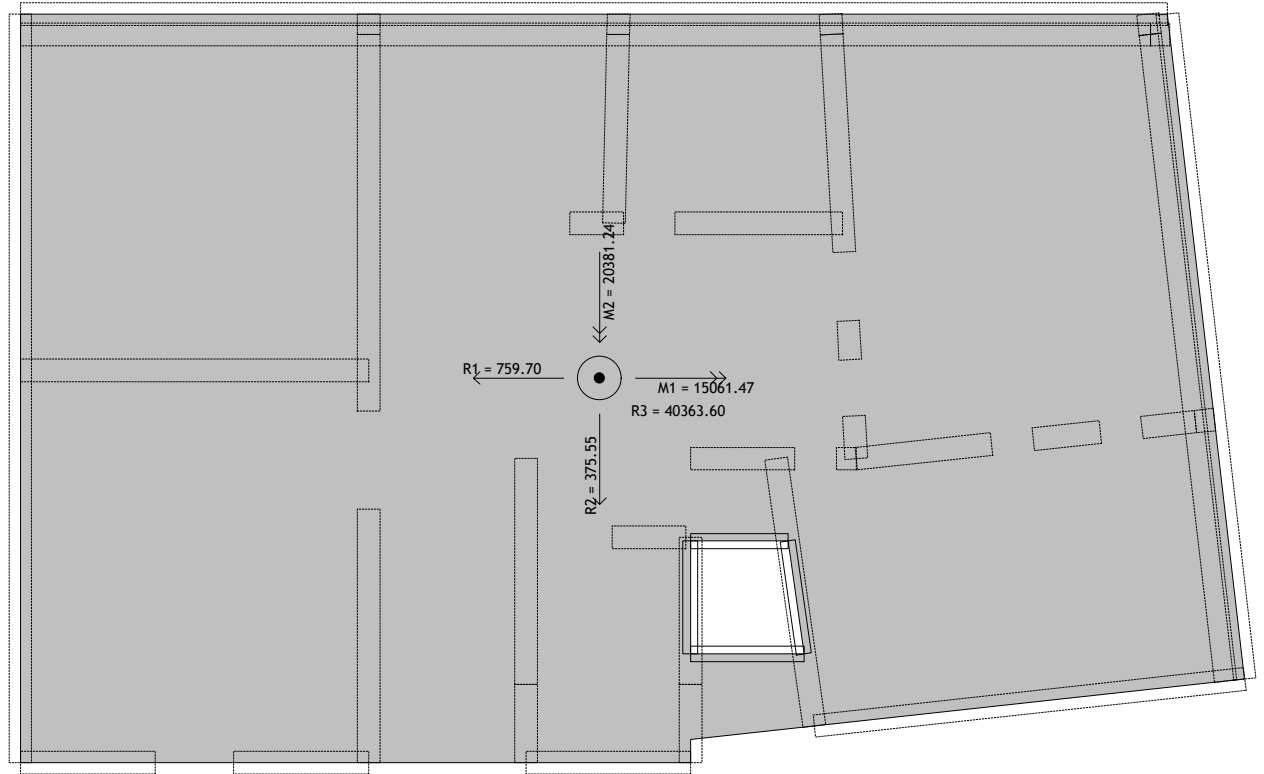 M2 = 20381.24
R1 = 759.70
M1 = 15061.47
R3 = 40363.60
R2 = 375.55